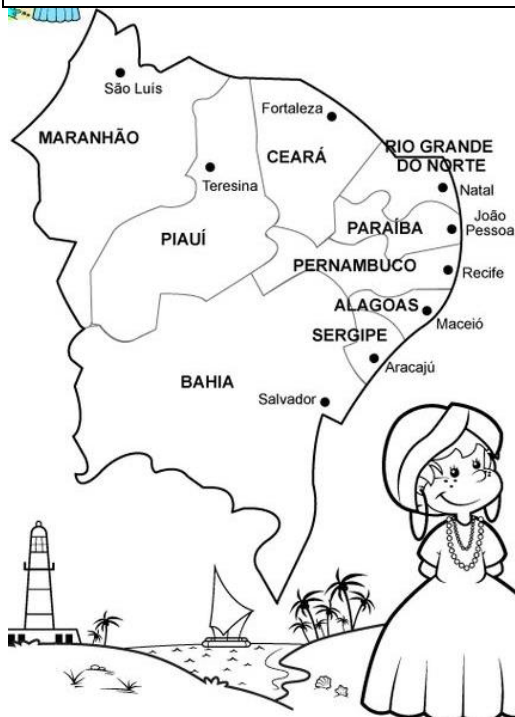 São Luís
Fortaleza
MARANHÃO
CEARÁ
RIO GRANDE
DO NORTE
Teresina
Natal
PIAUÍ
PARAÍBA
João
Pessoa
PERNAMBUCO
Recife
ALAGOAS
Maceió
SERGIPE
Aracajú
BAHIA
Salvador